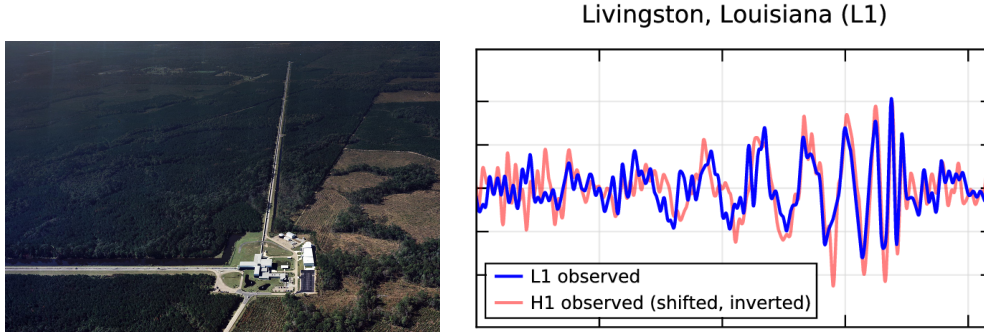 Livingston, Louisiana (L1)
L1 observed
H1 observed (shifted, inverted)